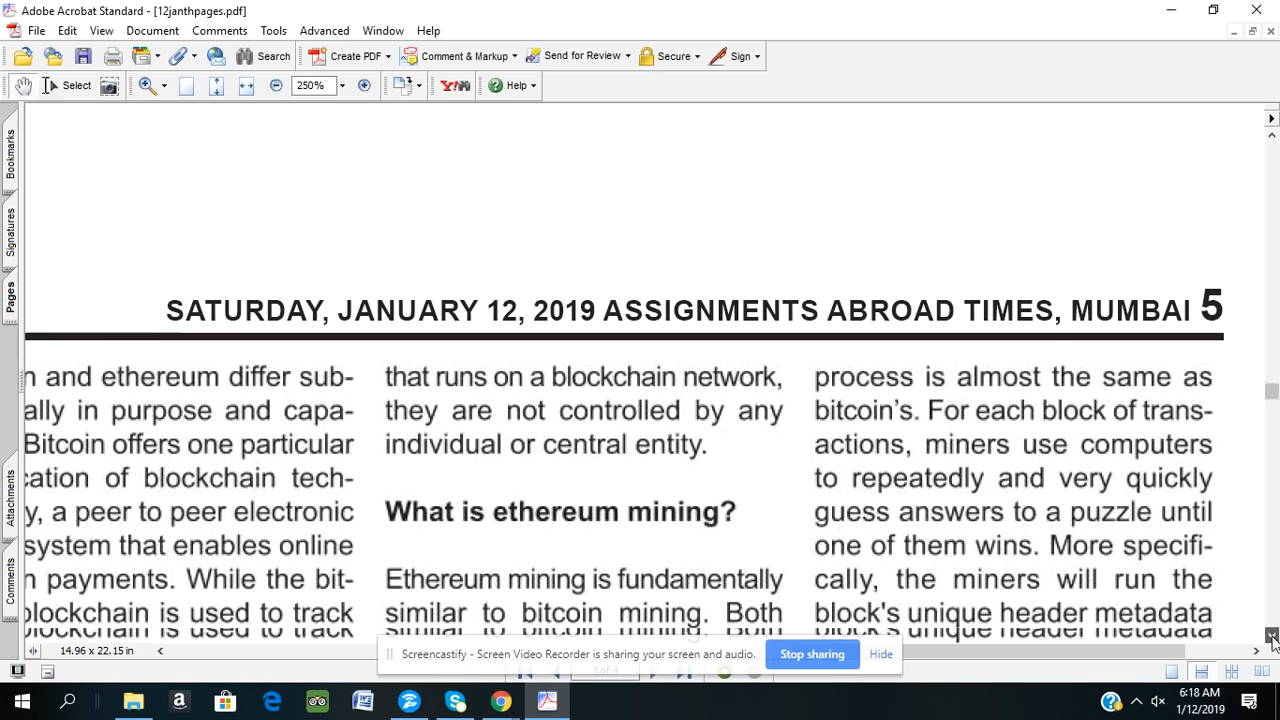 Adobe Acrobat Standard - [12janthpages.pdf]
File Edit View Document Comments Tools Advanced Window Help
Search Create PDF Comment & Markup Send for Review Secure Sign
Select 250% Y! Help
Bookmarks
Signatures
Pages
Attachments
Comments
SATURDAY, JANUARY 12, 2019 ASSIGNMENTS ABROAD TIMES, MUMBAI 5
n and ethereum differ sub-
ally in purpose and capa-
Bitcoin offers one particular
cation of blockchain tech-
y, a peer to peer electronic
system that enables online
n payments. While the bit-
blockchain is used to track
that runs on a blockchain network,
they are not controlled by any
individual or central entity.
What is ethereum mining?
Ethereum mining is fundamentally
similar to bitcoin mining. Both
process is almost the same as
bitcoin's. For each block of trans-
actions, miners use computers
to repeatedly and very quickly
guess answers to a puzzle until
one of them wins. More specifi-
cally, the miners will run the
block's unique header metadata
14.96 x 22.15 in
Screencastify - Screen Video Recorder is sharing your screen and audio. Stop sharing Hide
3 of 4
6:18 AM
1/12/2019